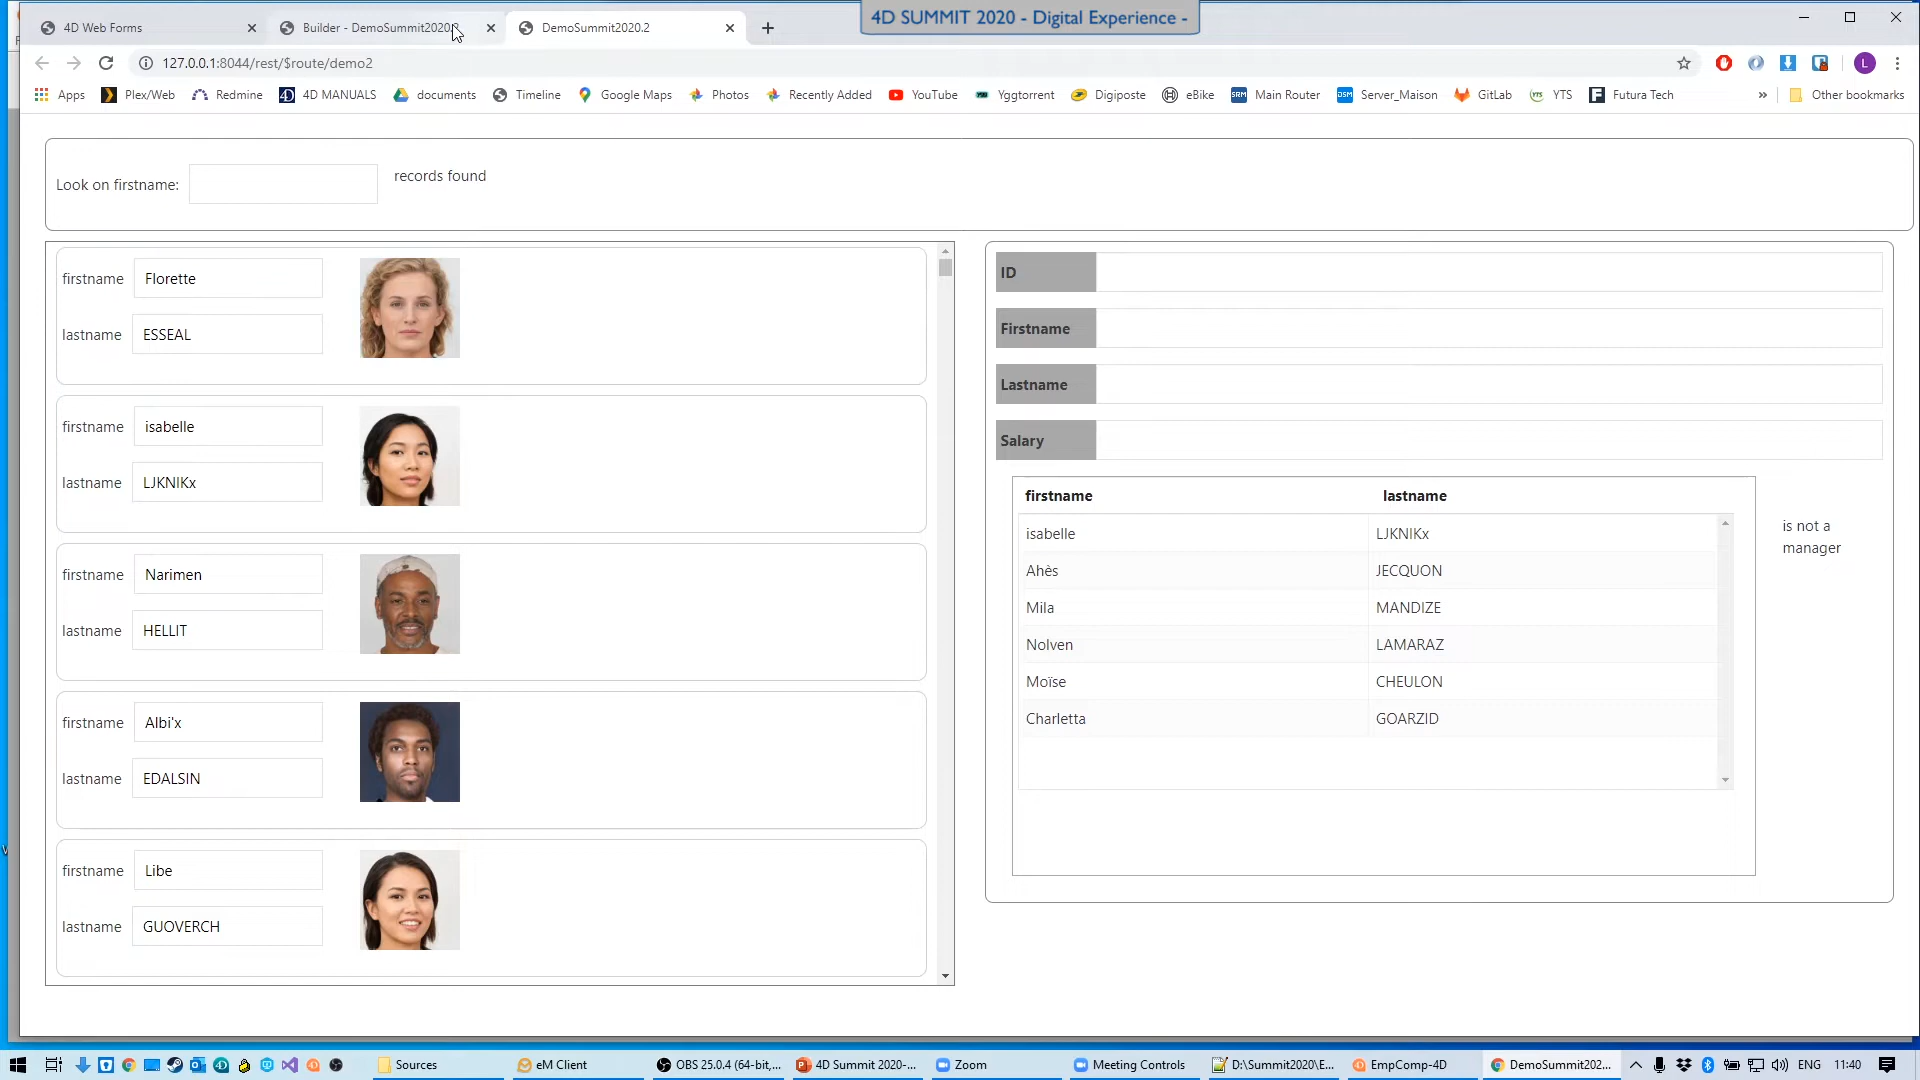 4D SUMMIT 2020 - Digital Experience -
4D Web Forms
Builder - DemoSummit2020.2
DemoSummit2020.2
127.0.0.1:8044/rest/$route/demo2
L
Apps
Plex/Web
Redmine
4D MANUALS
documents
Timeline
Google Maps
Photos
Recently Added
YouTube
Yggtorrent
Digiposte
eBike
Main Router
Server_Maison
GitLab
YTS
Futura Tech
»
Other bookmarks
Look on firstname:
records found
firstname Florette
lastname ESSEAL
firstname isabelle
lastname LJKNIKx
firstname Narimen
lastname HELLIT
firstname Albi'x
lastname EDALSIN
firstname Libe
lastname GUOVERCH
ID
Firstname
Lastname
Salary
firstname lastname
isabelle LJKNIKx
Ahès JECQUON
Mila MANDIZE
Nolven LAMARAZ
Moïse CHEULON
Charletta GOARZID
is not a
manager
Sources
eM Client
OBS 25.0.4 (64-bit,...
4D Summit 2020-...
Zoom
Meeting Controls
D:\Summit2020\E...
EmpComp-4D
DemoSummit202...
ENG
11:40